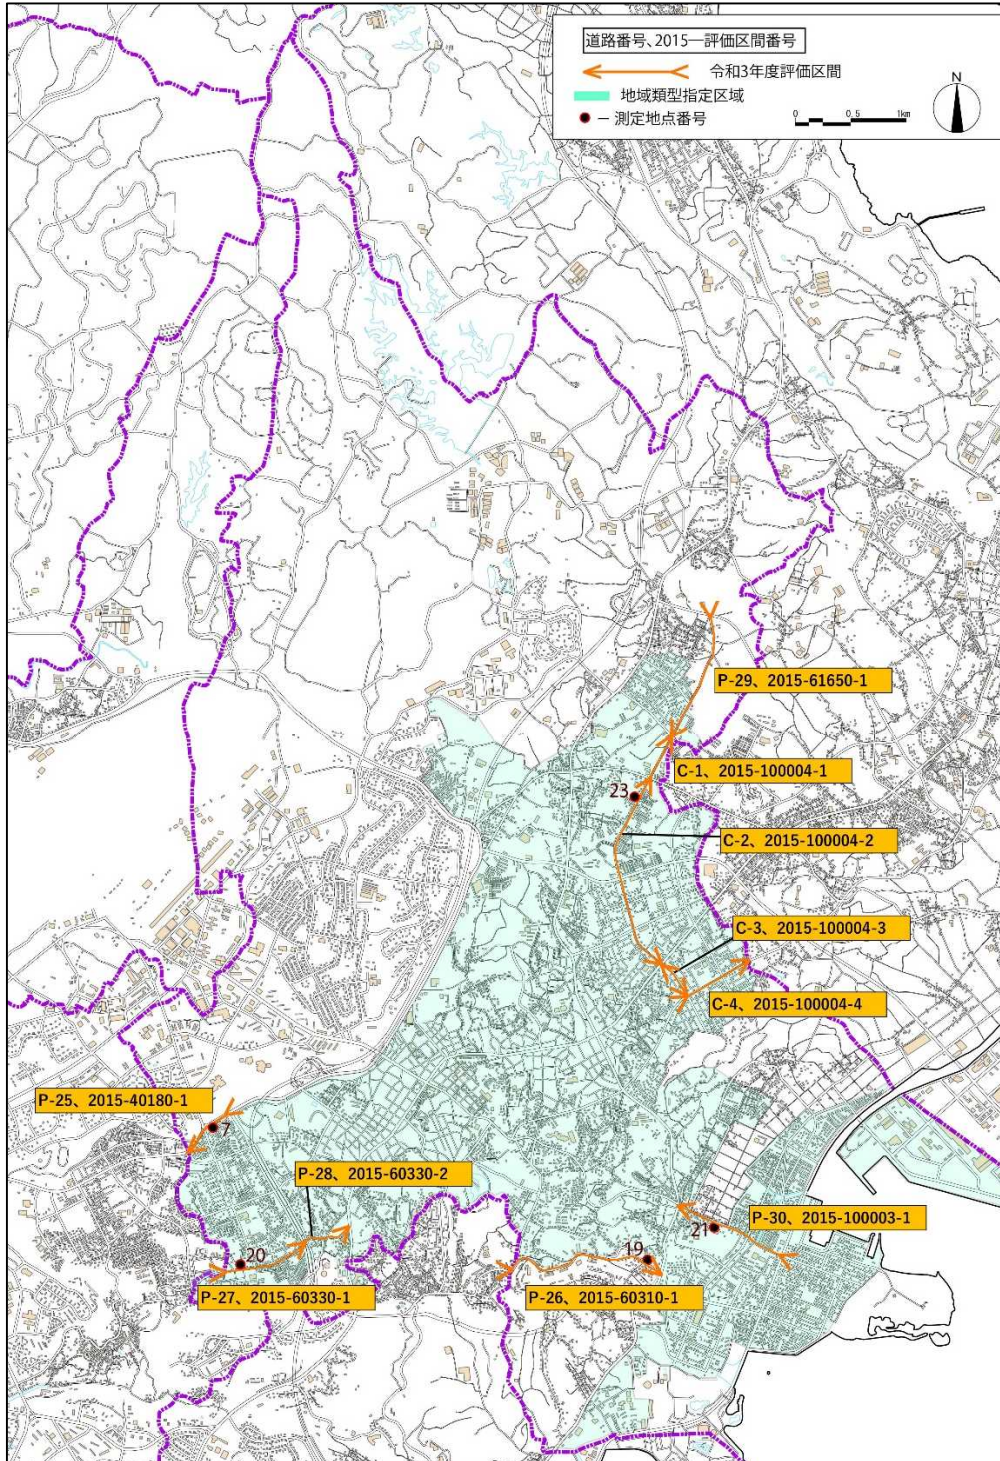 道路番号、2015ー評価区間番号
令和3年度評価区間
地域類型指定区域
ー 測定地点番号
0 0.5 1km
N
P-29、2015-61650-1
C-1、2015-100004-1
23
C-2、2015-100004-2
C-3、2015-100004-3
C-4、2015-100004-4
P-25、2015-40180-1
7
P-28、2015-60330-2
P-30、2015-100003-1
21
20
19
P-27、2015-60330-1
P-26、2015-60310-1